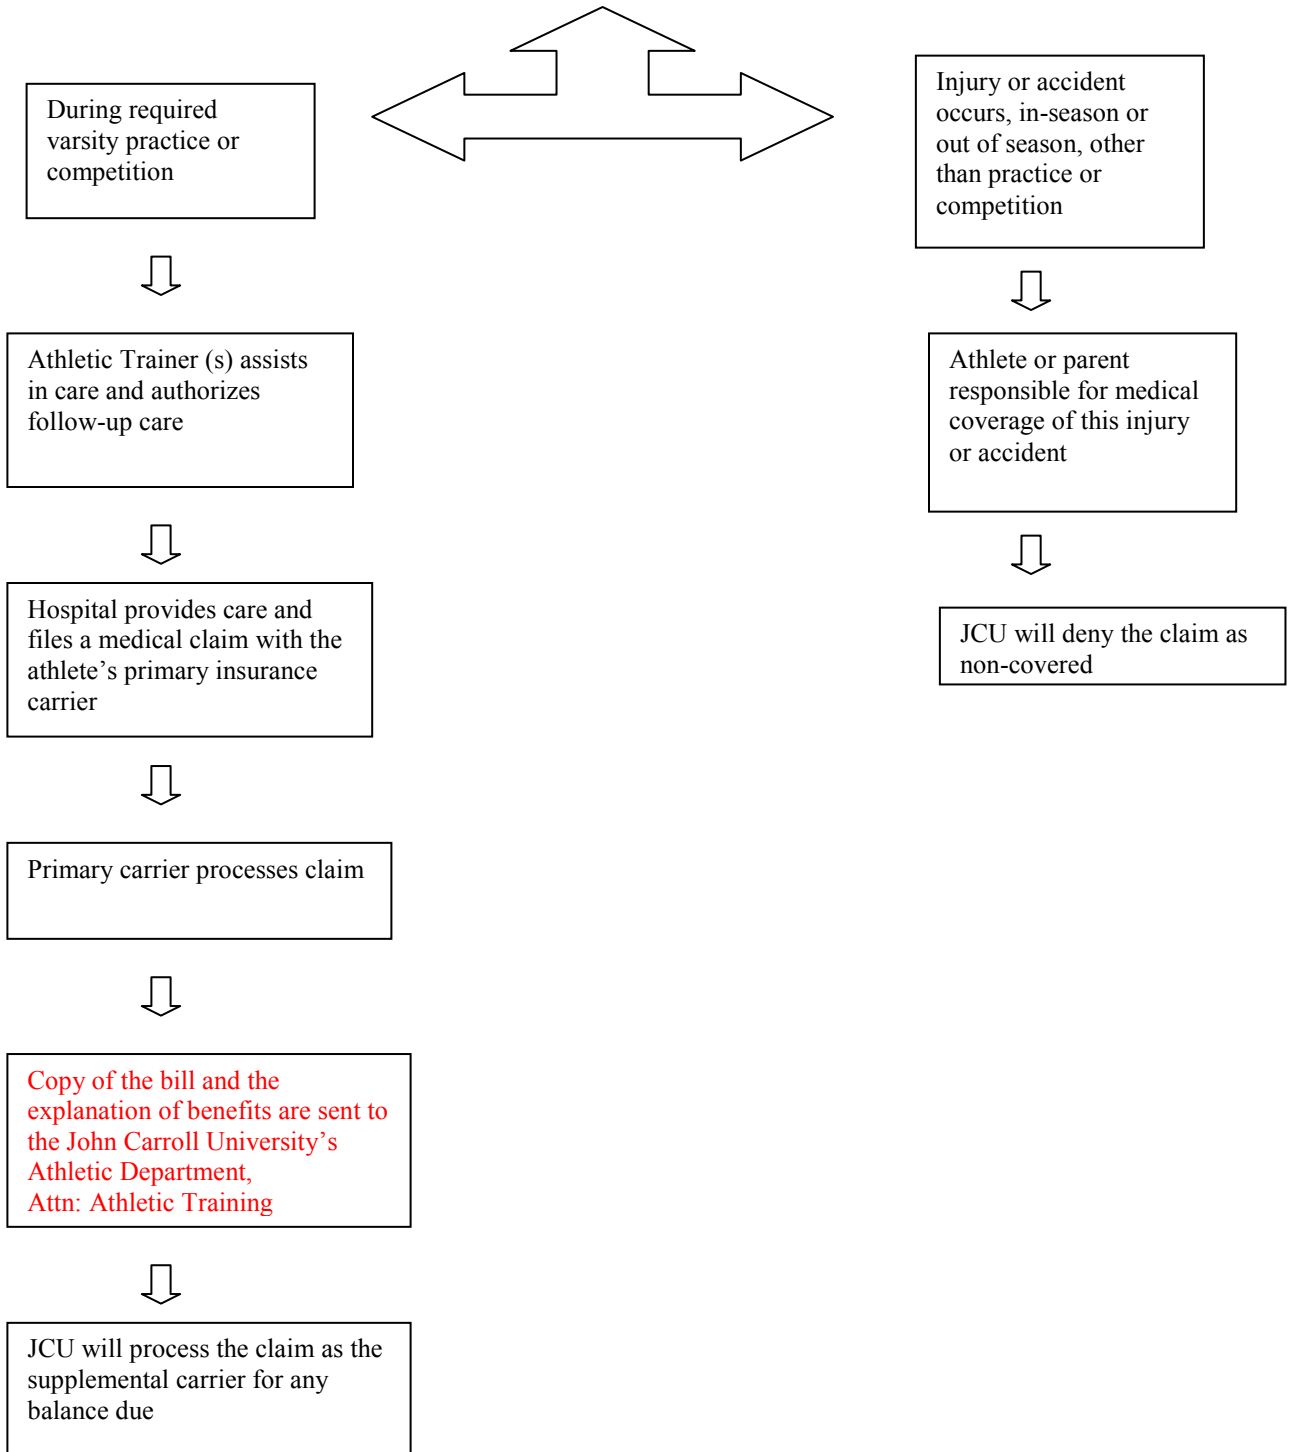 During required
varsity practice or
competition
Athletic Trainer (s) assists
in care and authorizes
follow-up care
Hospital provides care and
files a medical claim with the
athlete’s primary insurance
carrier
Primary carrier processes claim
Copy of the bill and the
explanation of benefits are sent to
the John Carroll University’s
Athletic Department,
Attn: Athletic Training
JCU will process the claim as the
supplemental carrier for any
balance due
Injury or accident
occurs, in-season or
out of season, other
than practice or
competition
Athlete or parent
responsible for medical
coverage of this injury
or accident
JCU will deny the claim as
non-covered